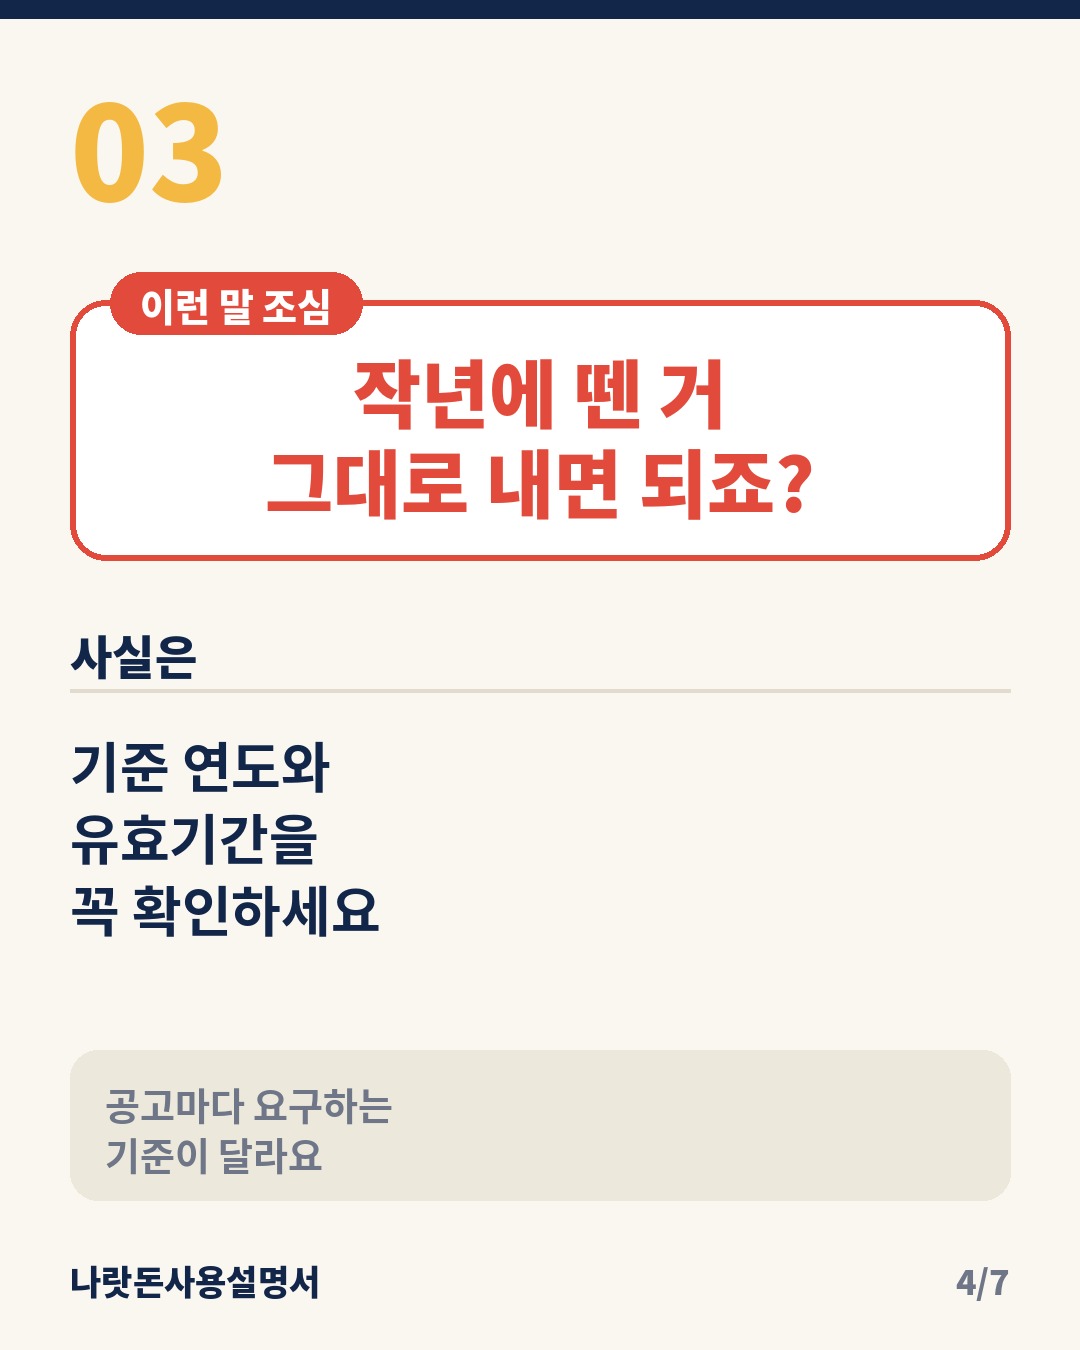 03
이런 말 조심
작년에 뗀 거
그대로 내면 되죠?
사실은
기준 연도와
유효기간을
꼭 확인하세요
공고마다 요구하는
기준이 달라요
나랏돈사용설명서
4/7